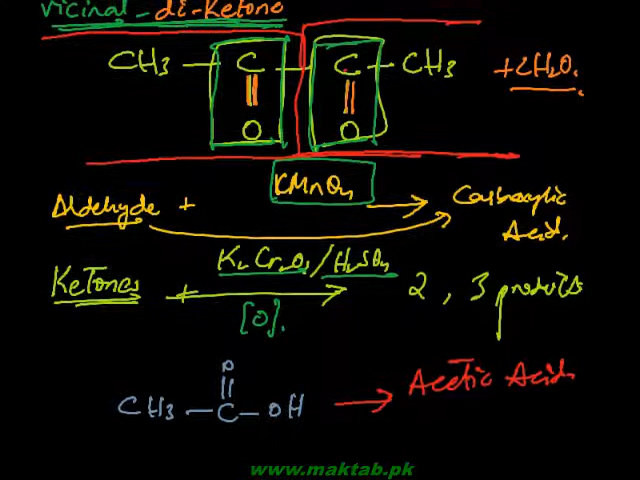 Vicinal di-Ketone
CH3 — C — C — CH3 +2H2O.
O O
KMnO4
Aldehyde + Carboxylic
Acid.
Ketones + K2Cr2O7/H2SO4 2, 3 products
[O].
O
CH3 — C — OH Acetic Acid
www.maktab.pk